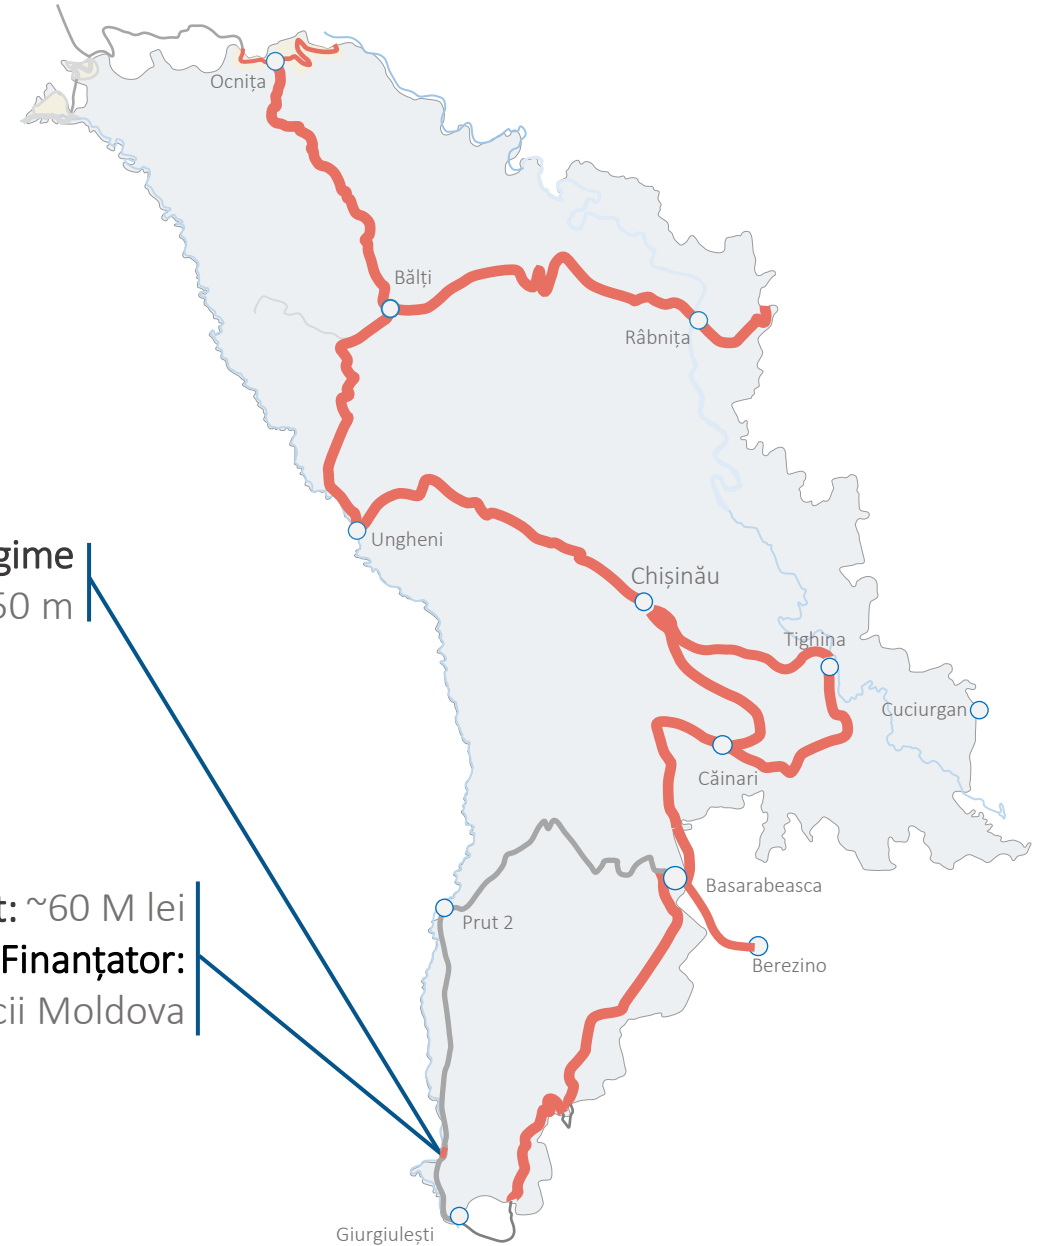 Ocnița
Bălți
Râbnița
Ungheni
Chișinău
Tighina
Cuciurgan
Căinari
Basarabeasca
Prut 2
Berezino
Giurgiulești
gime
50 m
t: ~60 M lei
Finanțator:
cii Moldova